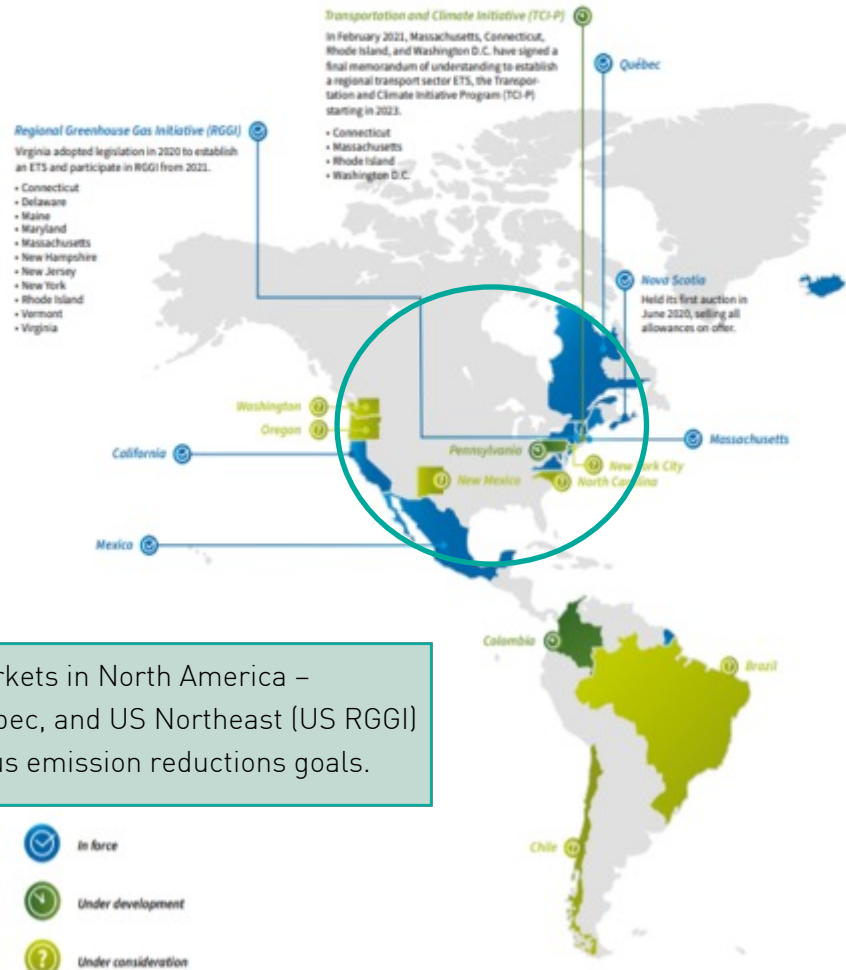 Transportation and Climate Initiative (TCI-P)
In February 2021, Massachusetts, Connecticut,
Rhode Island, and Washington D.C. have signed a
final memorandum of understanding to establish
a regional transport sector ETS, the Transpor-
tation and Climate Initiative Program (TCI-P)
starting in 2023.
• Connecticut
• Massachusetts
• Rhode Island
• Washington D.C.
Québec
Regional Greenhouse Gas Initiative (RGGI)
Virginia adopted legislation in 2020 to establish
an ETS and participate in RGGI from 2021.
• Connecticut
• Delaware
• Maine
• Maryland
• Massachusetts
• New Hampshire
• New Jersey
• New York
• Rhode Island
• Vermont
• Virginia
Nova Scotia
Held its first auction in
June 2020, selling all
allowances on offer.
Washington
Oregon
California
Pennsylvania
Massachusetts
New York City
New Mexico
North Carolina
Mexico
Colombia
Brazil
rkets in North America –
bec, and US Northeast (US RGGI)
us emission reductions goals.
In force
Chile
Under development
Under consideration